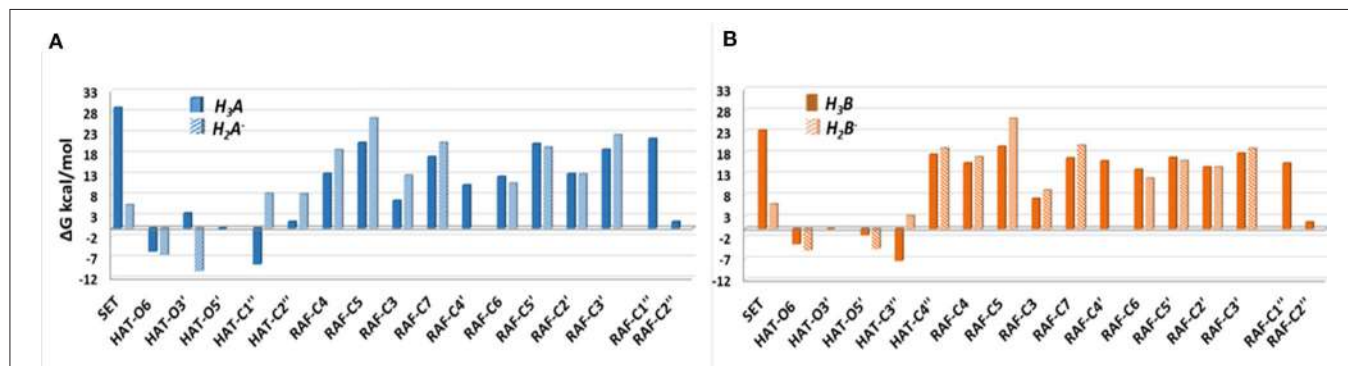 A
ΔG kcal/mol
33
28
23
18
13
8
3
-2
-7
-12
H₃A
H₂A⁻
SET
HAT-O6
HAT-O3'
HAT-O5'
HAT-C1"
HAT-C2"
RAF-C4
RAF-C5
RAF-C3
RAF-C7
RAF-C4'
RAF-C6
RAF-C5'
RAF-C2'
RAF-C3'
RAF-C1"
RAF-C2"
B
33
28
23
18
13
8
3
-2
-7
-12
H₃B
H₂B⁻
SET
HAT-O6
HAT-O3'
HAT-O5'
HAT-C3"
HAT-C4"
RAF-C4
RAF-C5
RAF-C3
RAF-C7
RAF-C4'
RAF-C6
RAF-C5'
RAF-C2'
RAF-C3'
RAF-C1"
RAF-C2"